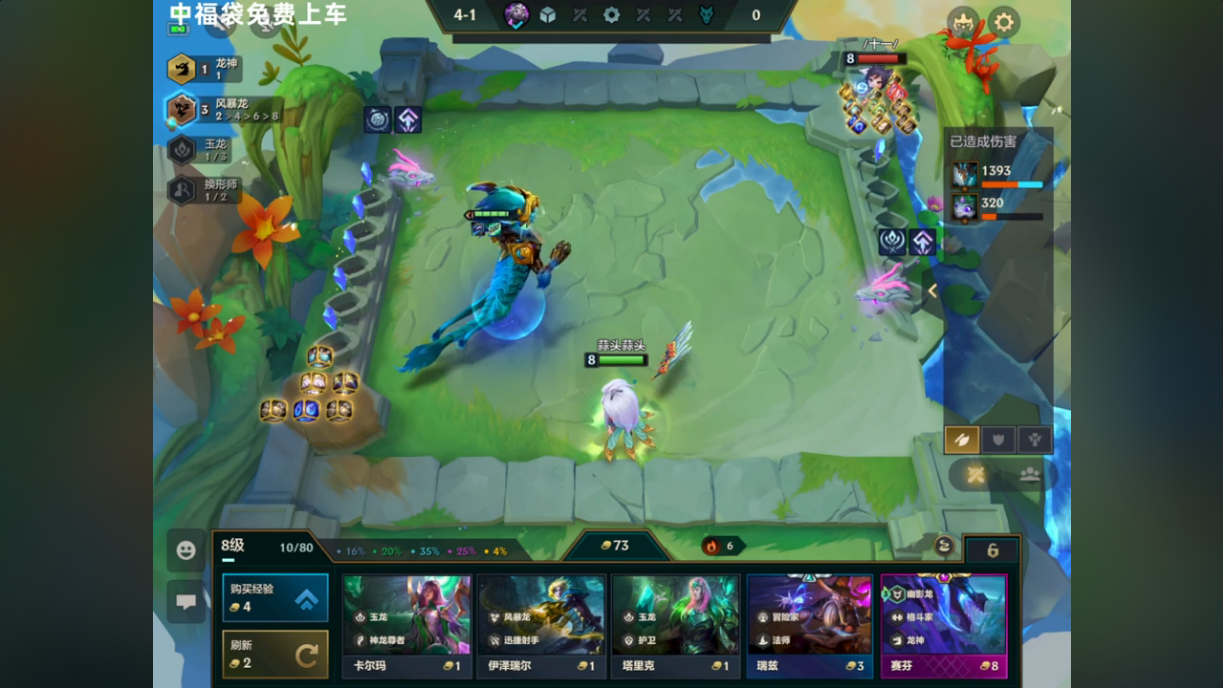 中福袋免费上车
4-1
0
1
龙神
1
3
风暴龙
2>4>6>8
玉龙
1/3
换形师
1/2
/十一/
8
已造成伤害
1393
320
蒜头蒜头
8
8级
10/80
16%
20%
35%
25%
4%
73
6
6
购买经验
4
刷新
2
玉龙
神龙尊者
卡尔玛
1
风暴龙
迅捷射手
伊泽瑞尔
1
玉龙
护卫
塔里克
1
冒险家
法师
瑞兹
3
幽影龙
格斗家
龙神
赛芬
8